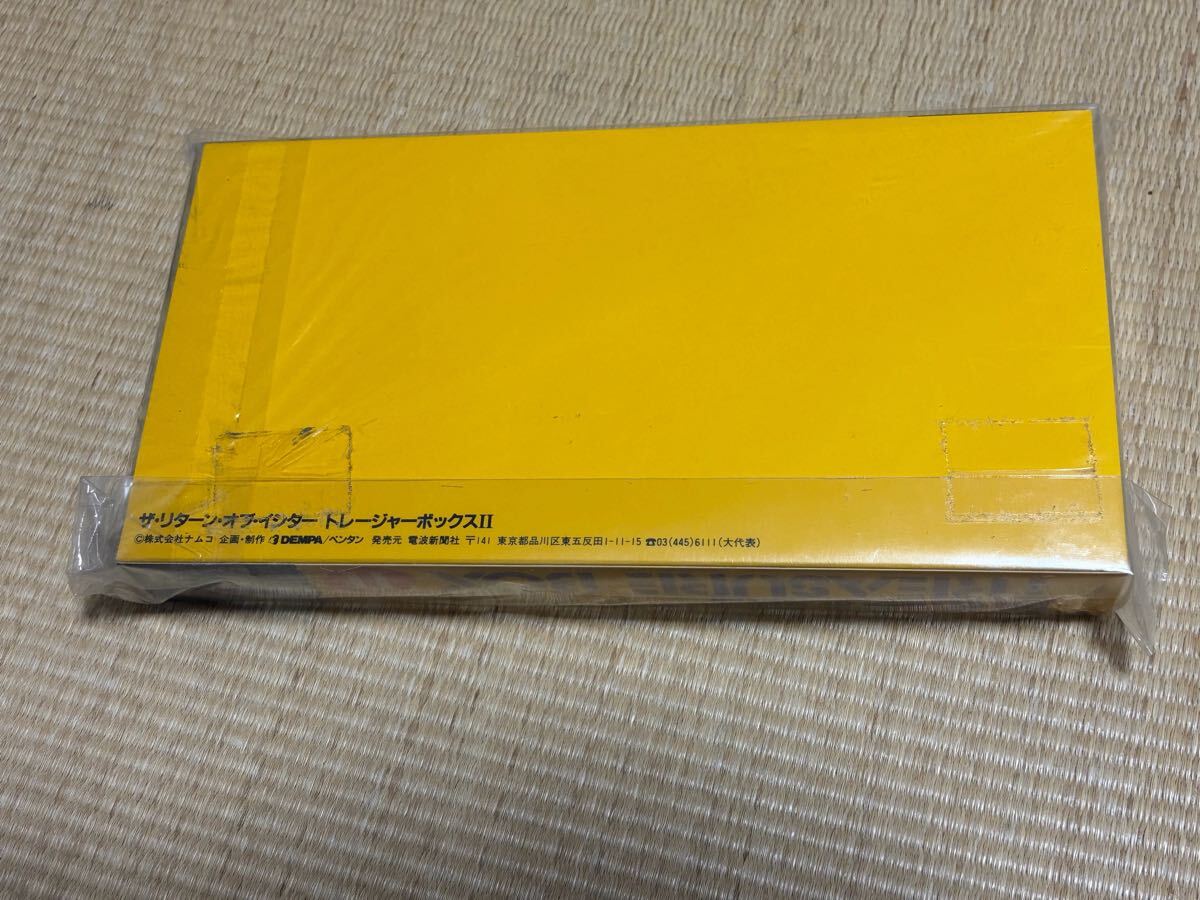 ザ・リターン・オブ・イシター トレージャーボックスII
©株式会社ナムコ 企画・制作 DEMPA/ペンタン 発売元 電波新聞社 〒141 東京都品川区東五反田1-11-15 ☎03(445)6111(大代表)